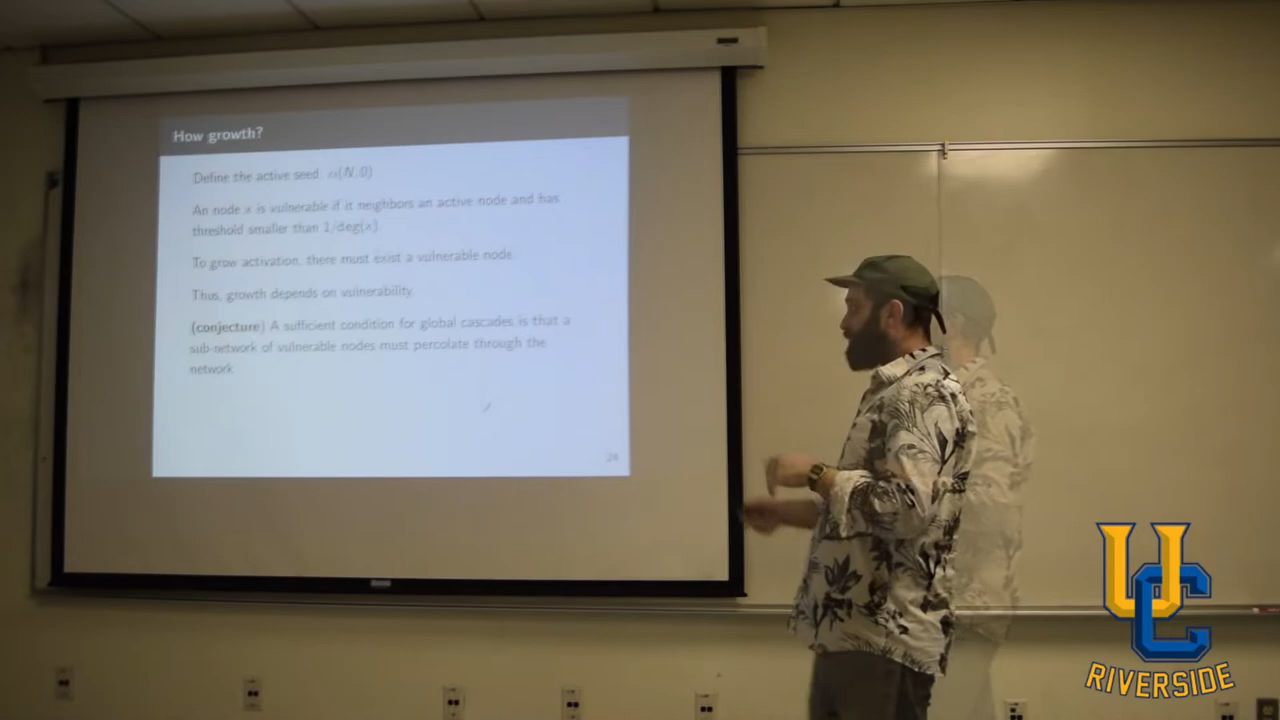 How growth?
Define the active seed, α(N,0)
An node x is vulnerable if it neighbors an active node and has
threshold smaller than 1/deg(x).
To grow activation, there must exist a vulnerable node.
Thus, growth depends on vulnerability.
(conjecture) A sufficient condition for global cascades is that a
sub-network of vulnerable nodes must percolate through the
network.
24
UC
RIVERSIDE